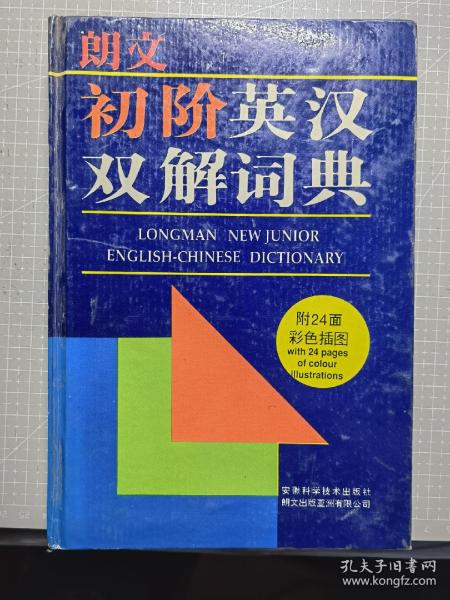 朗文
初阶英汉
双解词典
LONGMAN NEW JUNIOR
ENGLISH-CHINESE DICTIONARY
附24面
彩色插图
with 24 pages
of colour
illustrations
安徽科学技术出版社
朗文出版亚洲有限公司
孔夫子旧书网
www.kongfz.com